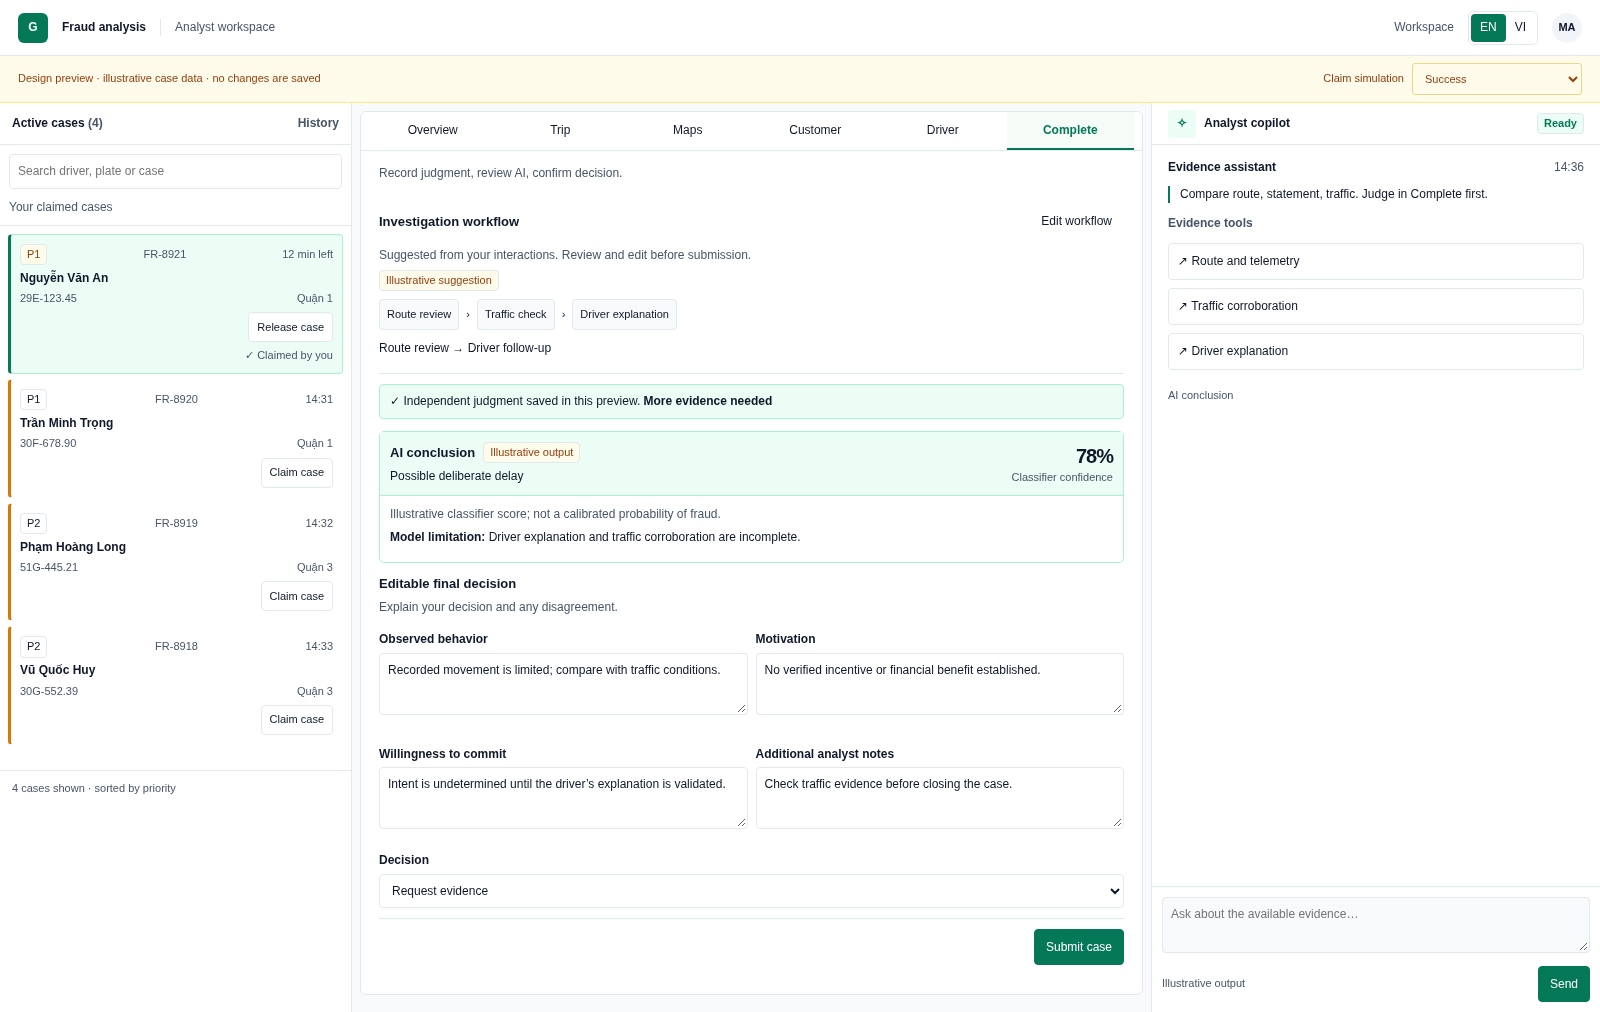 G
Fraud analysis
Analyst workspace
Workspace
EN
VI
MA
Design preview · illustrative case data · no changes are saved
Claim simulation
Success
Active cases (4)
History
Search driver, plate or case
Your claimed cases
P1
FR-8921
12 min left
Nguyễn Văn An
29E-123.45
Quận 1
Release case
✓ Claimed by you
P1
FR-8920
14:31
Trần Minh Trọng
30F-678.90
Quận 1
Claim case
P2
FR-8919
14:32
Phạm Hoàng Long
51G-445.21
Quận 3
Claim case
P2
FR-8918
14:33
Vũ Quốc Huy
30G-552.39
Quận 3
Claim case
4 cases shown · sorted by priority
Overview
Trip
Maps
Customer
Driver
Complete
Record judgment, review AI, confirm decision.
Investigation workflow
Edit workflow
Suggested from your interactions. Review and edit before submission.
Illustrative suggestion
Route review › Traffic check › Driver explanation
Route review → Driver follow-up
✓ Independent judgment saved in this preview. More evidence needed
AI conclusion
Illustrative output
78%
Possible deliberate delay
Classifier confidence
Illustrative classifier score; not a calibrated probability of fraud.
Model limitation: Driver explanation and traffic corroboration are incomplete.
Editable final decision
Explain your decision and any disagreement.
Observed behavior
Recorded movement is limited; compare with traffic conditions.
Motivation
No verified incentive or financial benefit established.
Willingness to commit
Intent is undetermined until the driver’s explanation is validated.
Additional analyst notes
Check traffic evidence before closing the case.
Decision
Request evidence
Submit case
Analyst copilot
Ready
Evidence assistant
14:36
Compare route, statement, traffic. Judge in Complete first.
Evidence tools
↗ Route and telemetry
↗ Traffic corroboration
↗ Driver explanation
AI conclusion
Ask about the available evidence…
Illustrative output
Send